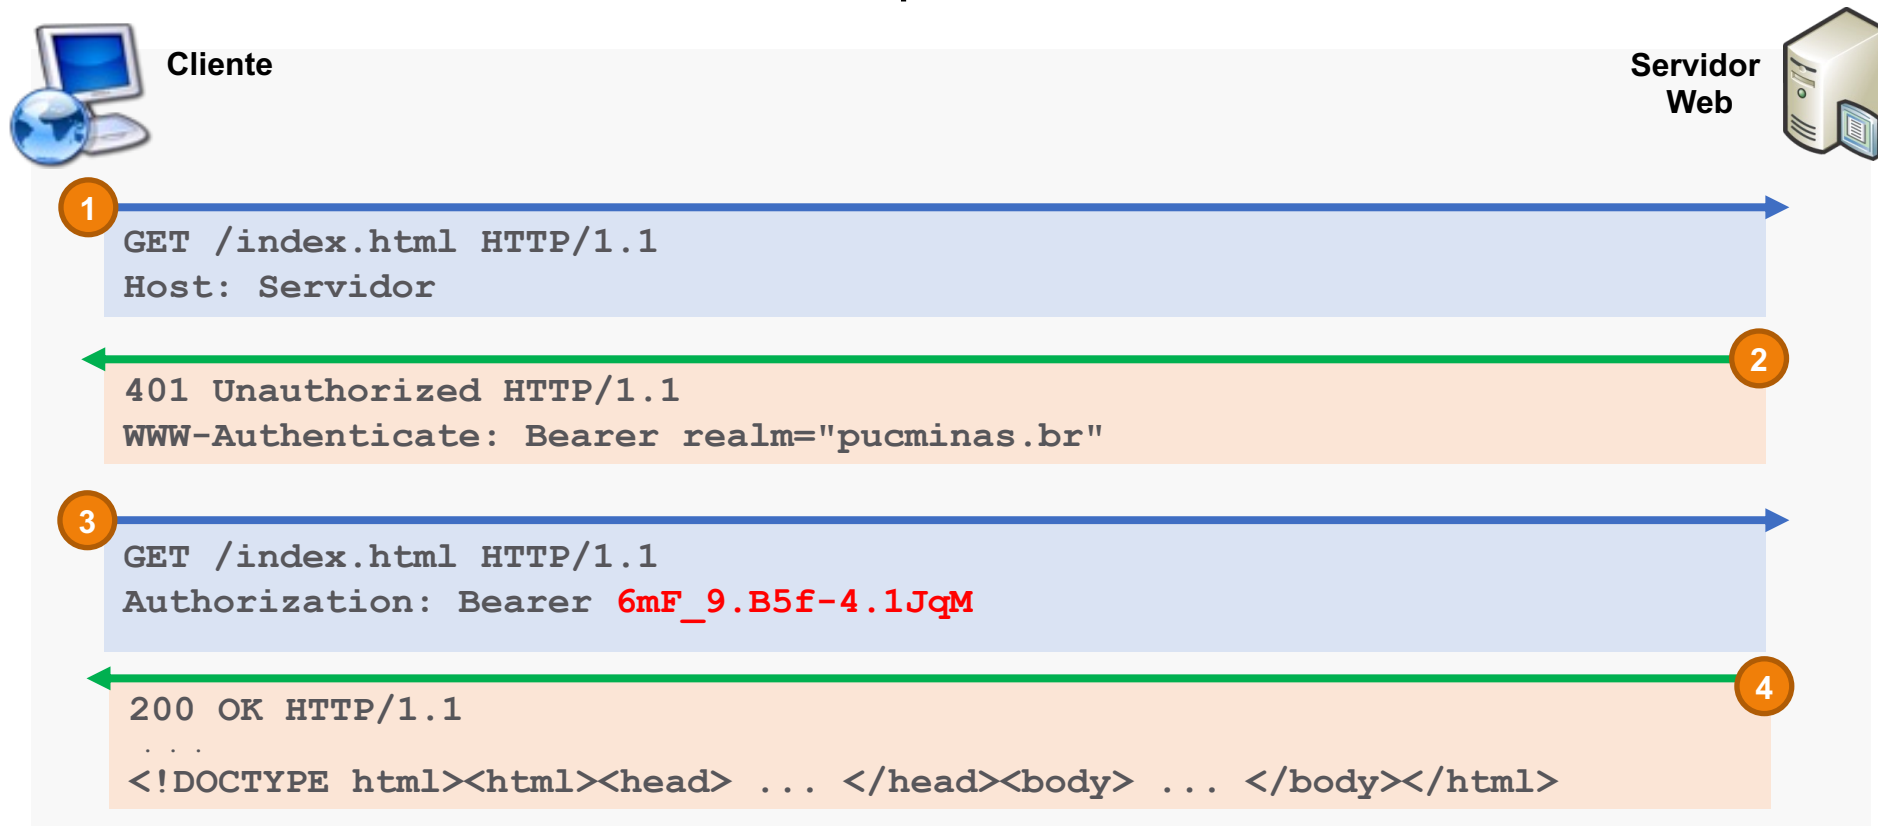 Cliente
Servidor
Web
1
GET /index.html HTTP/1.1
Host: Servidor
2
401 Unauthorized HTTP/1.1
WWW-Authenticate: Bearer realm="pucminas.br"
3
GET /index.html HTTP/1.1
Authorization: Bearer 6mF_9.B5f-4.1JqM
4
200 OK HTTP/1.1
. . .
<!DOCTYPE html><html><head> ... </head><body> ... </body></html>